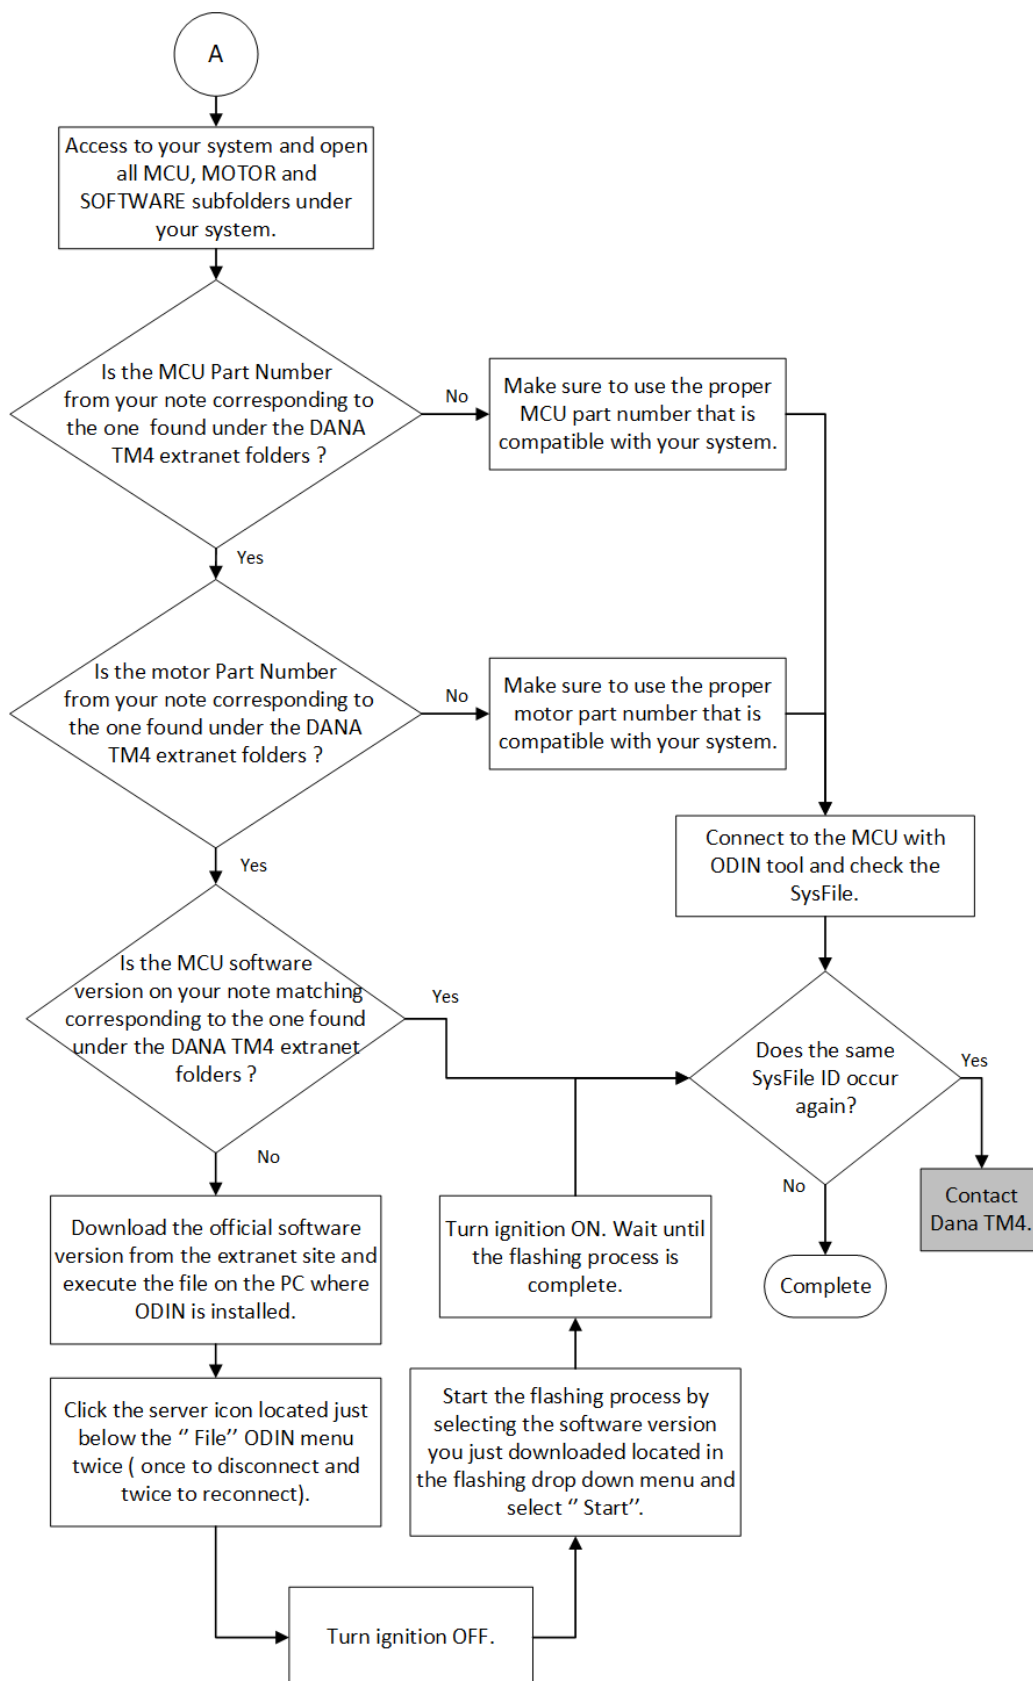 A
Access to your system and open
all MCU, MOTOR and
SOFTWARE subfolders under
your system.
Is the MCU Part Number
from your note corresponding to
the one found under the DANA
TM4 extranet folders ?
No
Make sure to use the proper
MCU part number that is
compatible with your system.
Yes
Is the motor Part Number
from your note corresponding to
the one found under the DANA
TM4 extranet folders ?
No
Make sure to use the proper
motor part number that is
compatible with your system.
Yes
Connect to the MCU with
ODIN tool and check the
SysFile.
Is the MCU software
version on your note matching
corresponding to the one found
under the DANA TM4 extranet
folders ?
Yes
No
Does the same
SysFile ID occur
again?
Yes
No
Contact
Dana TM4.
Complete
Download the official software
version from the extranet site and
execute the file on the PC where
ODIN is installed.
Click the server icon located just
below the ‘’ File’’ ODIN menu
twice ( once to disconnect and
twice to reconnect).
Turn ignition OFF.
Start the flashing process by
selecting the software version
you just downloaded located in
the flashing drop down menu and
select ‘’ Start’’.
Turn ignition ON. Wait until
the flashing process is
complete.